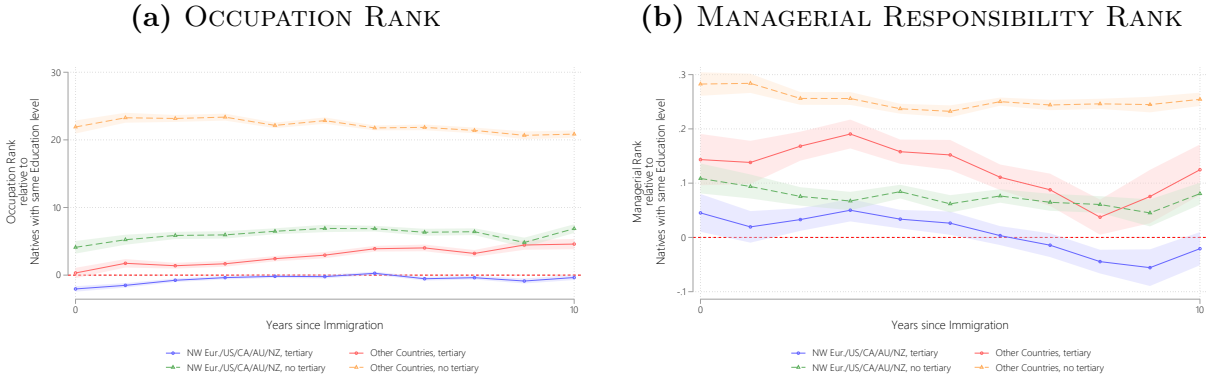 (a) Occupation Rank
Occupation Rank
relative to
Natives with same Education level
30
20
10
0
0
10
Years since Immigration
NW Eur./US/CA/AU/NZ, tertiary
Other Countries, tertiary
NW Eur./US/CA/AU/NZ, no tertiary
Other Countries, no tertiary
(b) Managerial Responsibility Rank
Managerial Rank
relative to
Natives with same Education level
.3
.2
.1
0
-.1
0
10
Years since Immigration
NW Eur./US/CA/AU/NZ, tertiary
Other Countries, tertiary
NW Eur./US/CA/AU/NZ, no tertiary
Other Countries, no tertiary